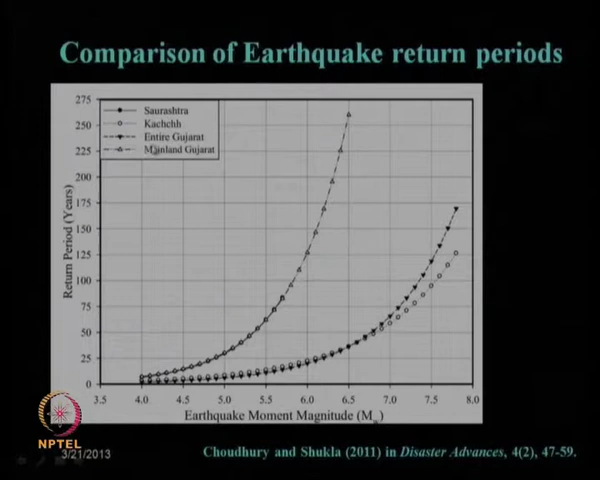 Comparison of Earthquake return periods
Saurashtra
Kachchh
Entire Gujarat
Mainland Gujarat
Return Period (Years)
275
250
225
200
175
150
125
100
75
50
25
0
3.5 4.0 4.5 5.0 5.5 6.0 6.5 7.0 7.5 8.0
Earthquake Moment Magnitude (Mw)
NPTEL
3/21/2013
Choudhury and Shukla (2011) in Disaster Advances, 4(2), 47-59.